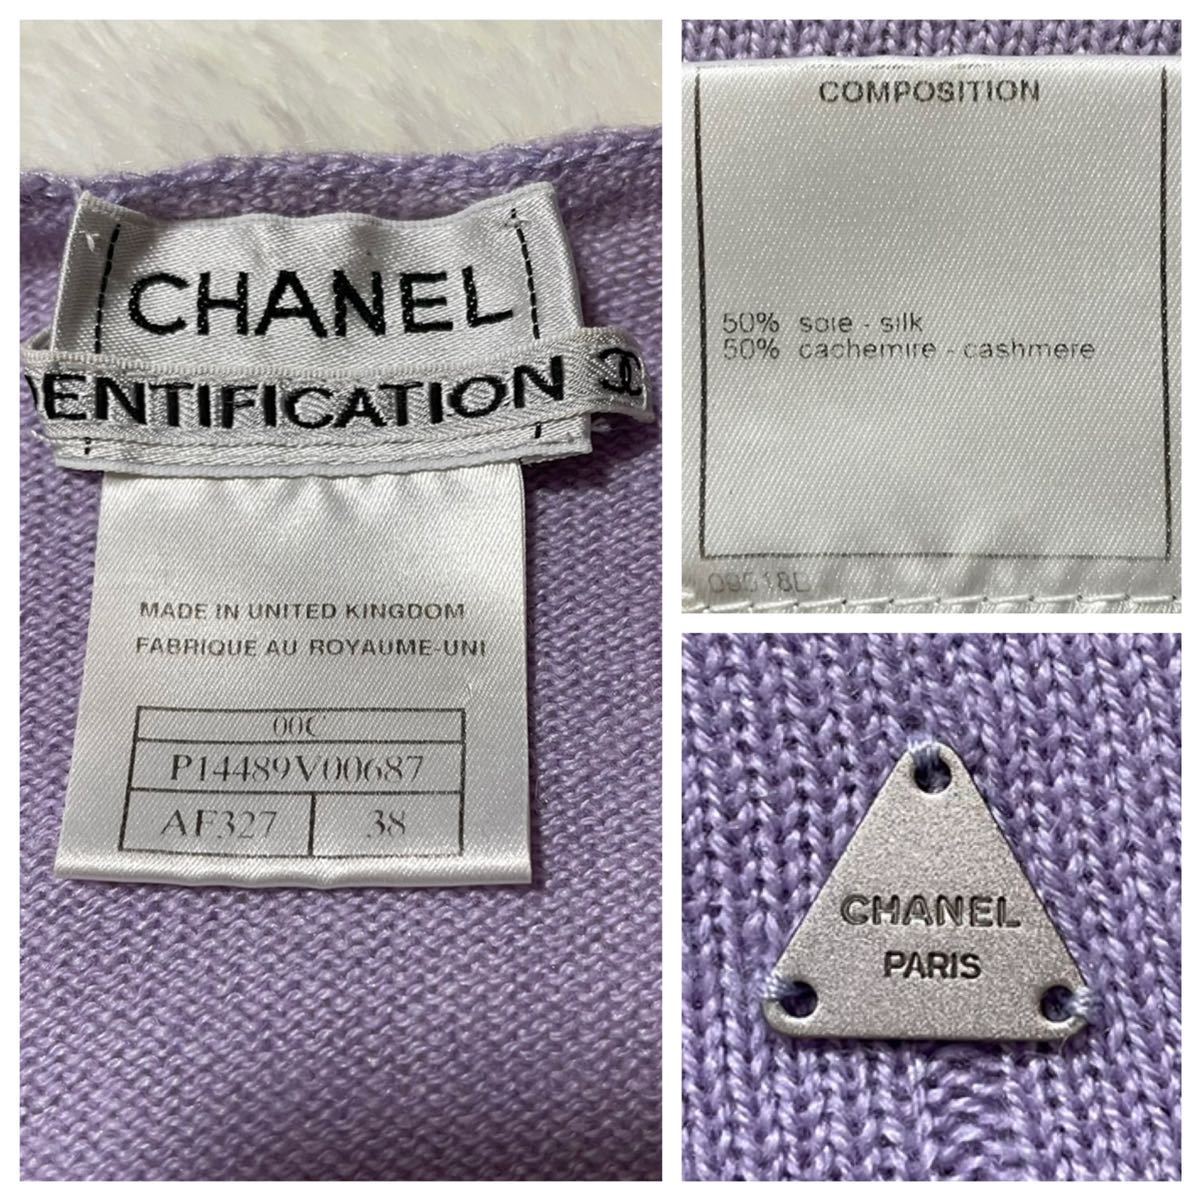 CHANEL
DENTIFICATION
MADE IN UNITED KINGDOM
FABRIQUE AU ROYAUME-UNI
00C
P14489V00687
AF327 38
COMPOSITION
50% soie - silk
50% cachemire - cashmere
CHANEL
PARIS